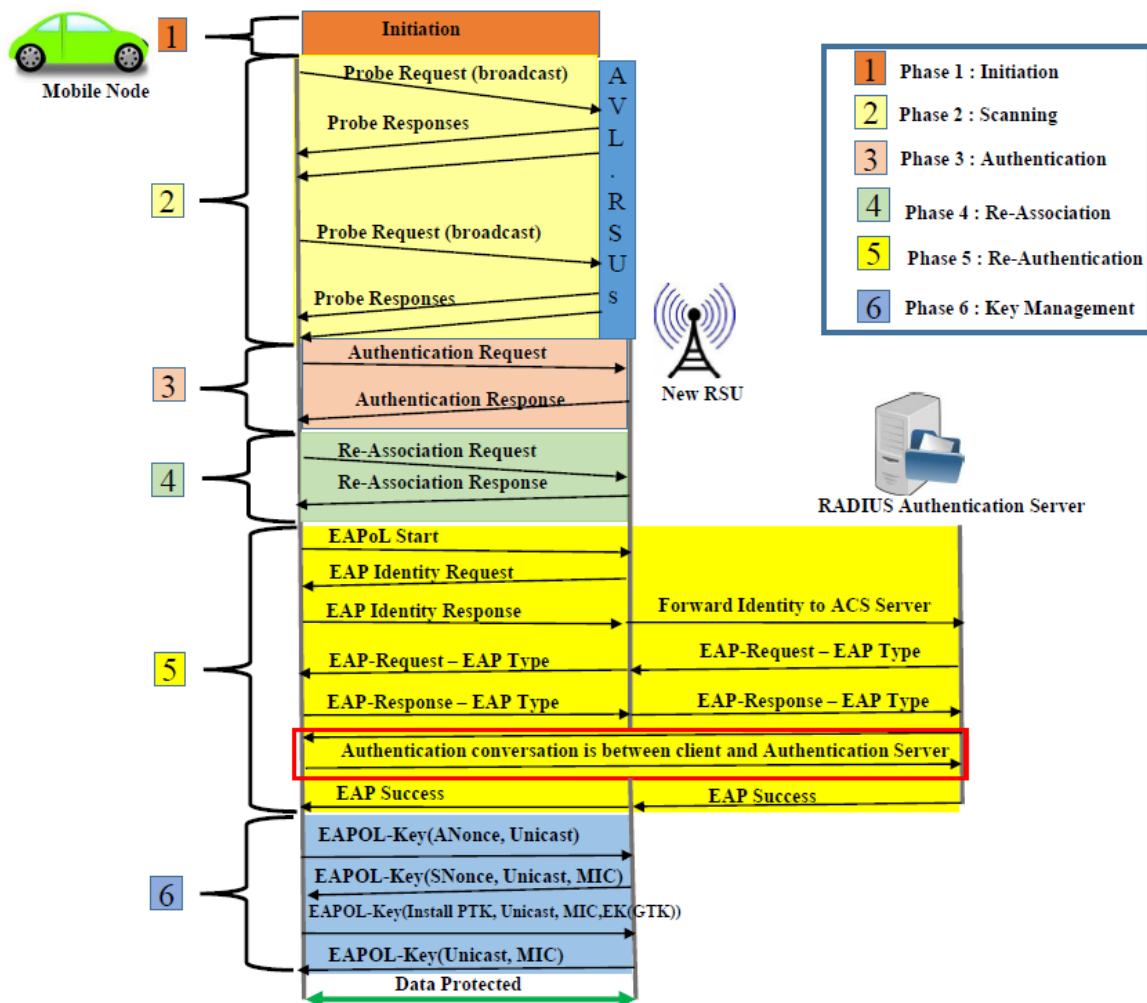 1
Initiation
Mobile Node
2
Probe Request (broadcast)
Probe Responses
Probe Request (broadcast)
Probe Responses
A
V
L
.
R
S
U
s
1 Phase 1 : Initiation
2 Phase 2 : Scanning
3 Phase 3 : Authentication
4 Phase 4 : Re-Association
5 Phase 5 : Re-Authentication
6 Phase 6 : Key Management
New RSU
3
Authentication Request
Authentication Response
4
Re-Association Request
Re-Association Response
RADIUS Authentication Server
5
EAPoL Start
EAP Identity Request
EAP Identity Response
Forward Identity to ACS Server
EAP-Request – EAP Type
EAP-Request – EAP Type
EAP-Response – EAP Type
EAP-Response – EAP Type
Authentication conversation is between client and Authentication Server
EAP Success
EAP Success
6
EAPOL-Key(ANonce, Unicast)
EAPOL-Key(SNonce, Unicast, MIC)
EAPOL-Key(Install PTK, Unicast, MIC,EK(GTK))
EAPOL-Key(Unicast, MIC)
Data Protected